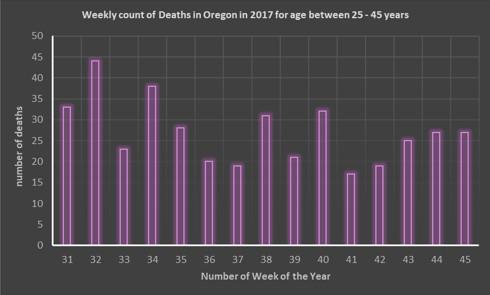 Weekly count of Deaths in Oregon in 2017 for age between 25 - 45 years
50
45
40
35
30
25
20
15
10
5
0
number of deaths
31 32 33 34 35 36 37 38 39 40 41 42 43 44 45
Number of Week of the Year